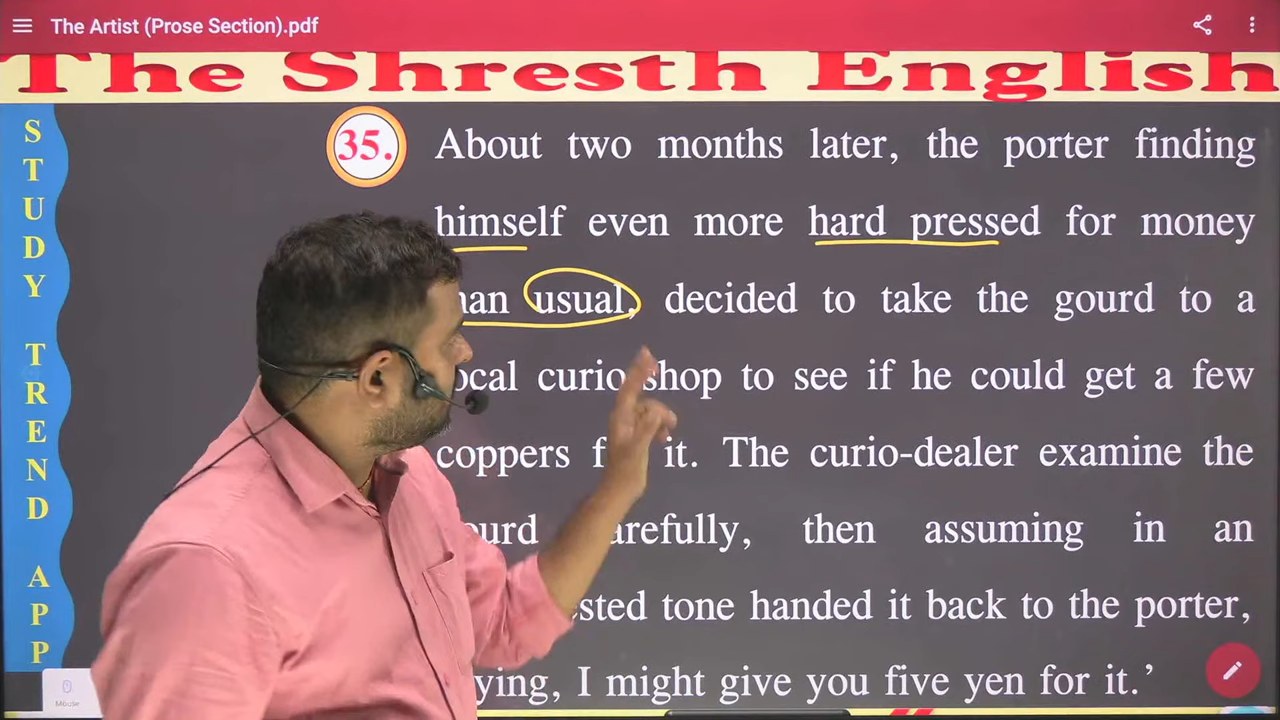 The Artist (Prose Section).pdf
The Shresth English
STUDY TREND APP
35.
About two months later, the porter finding
himself even more hard pressed for money
usual, decided to take the gourd to a
curio shop to see if he could get a few
coppers it. The curio-dealer examine the
carefully, then assuming in an
tone handed it back to the porter,
I might give you five yen for it.’
Mouse